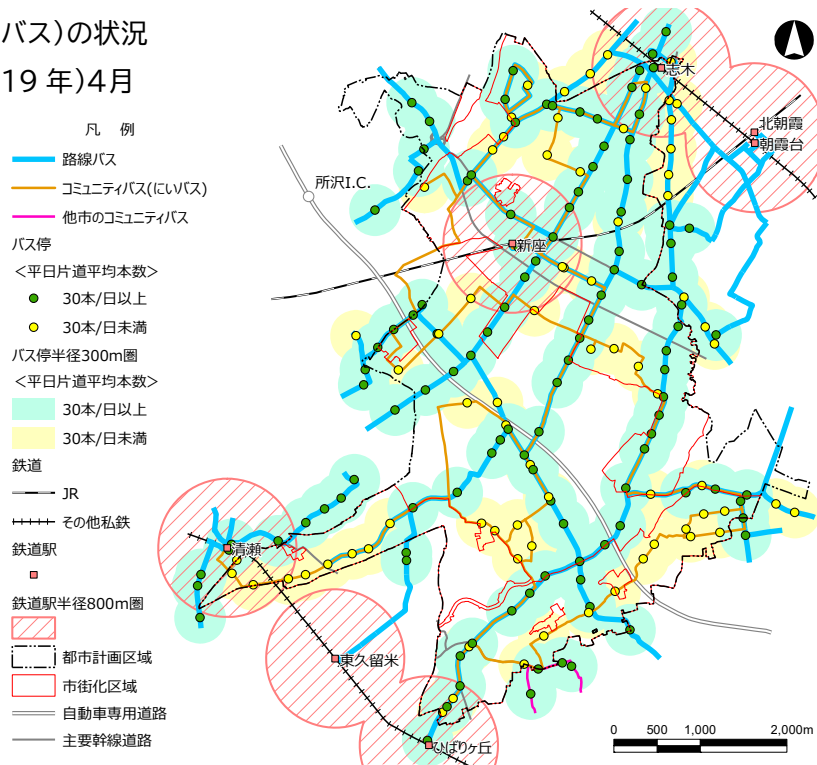 バス)の状況
19 年)4月
凡 例
路線バス
コミュニティバス(にいバス)
他市のコミュニティバス
バス停
＜平日片道平均本数＞
30本/日以上
30本/日未満
バス停半径300m圏
＜平日片道平均本数＞
30本/日以上
30本/日未満
鉄道
JR
その他私鉄
鉄道駅
鉄道駅半径800m圏
都市計画区域
市街化区域
自動車専用道路
主要幹線道路
志木
北朝霞
朝霞台
所沢I.C.
新座
清瀬
東久留米
ひばりヶ丘
0 500 1,000 2,000m